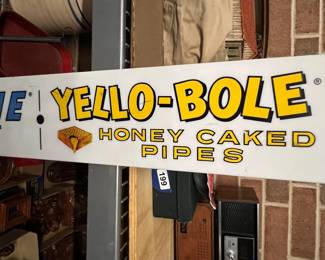 YELLO-BOLE®
HONEY CAKED
PIPES
199